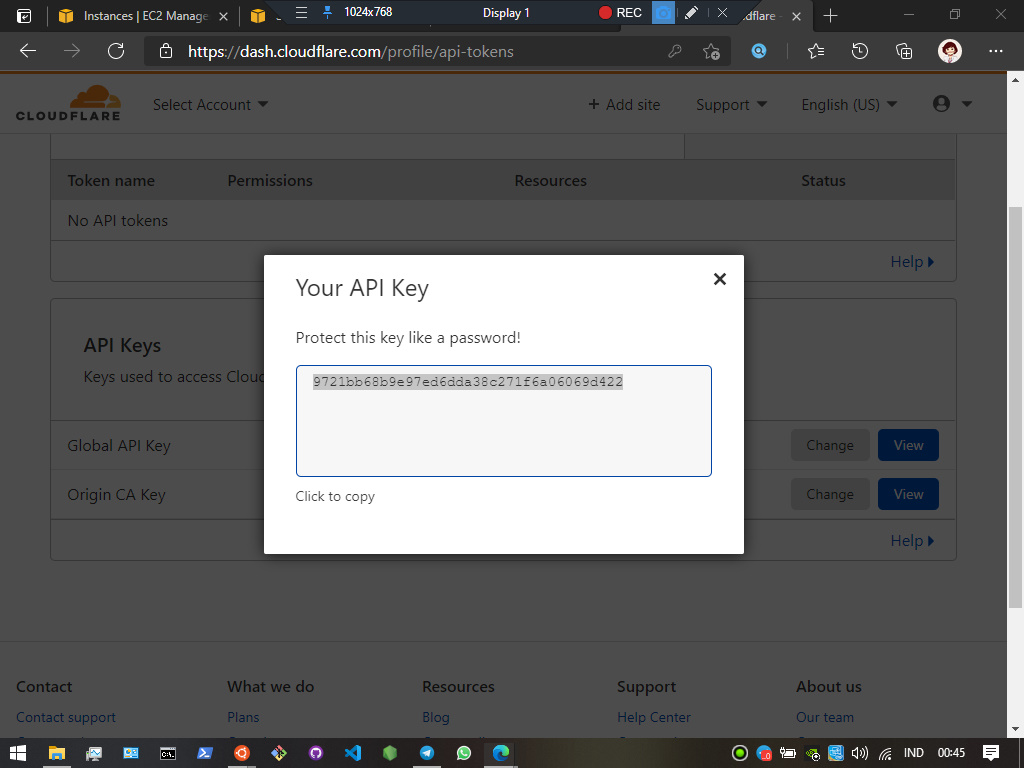 Instances | EC2 Manage
1024x768
Display 1
REC
dflare
https://dash.cloudflare.com/profile/api-tokens
CLOUDFLARE
Select Account
+ Add site
Support
English (US)
Token name Permissions Resources Status
No API tokens
Help
Your API Key
Protect this key like a password!
9721bb68b9e97ed6dda38c271f6a06069d422
Click to copy
API Keys
Keys used to access Cloud
Global API Key
Change
View
Origin CA Key
Change
View
Help
Contact
Contact support
What we do
Plans
Resources
Blog
Support
Help Center
About us
Our team
IND
00:45